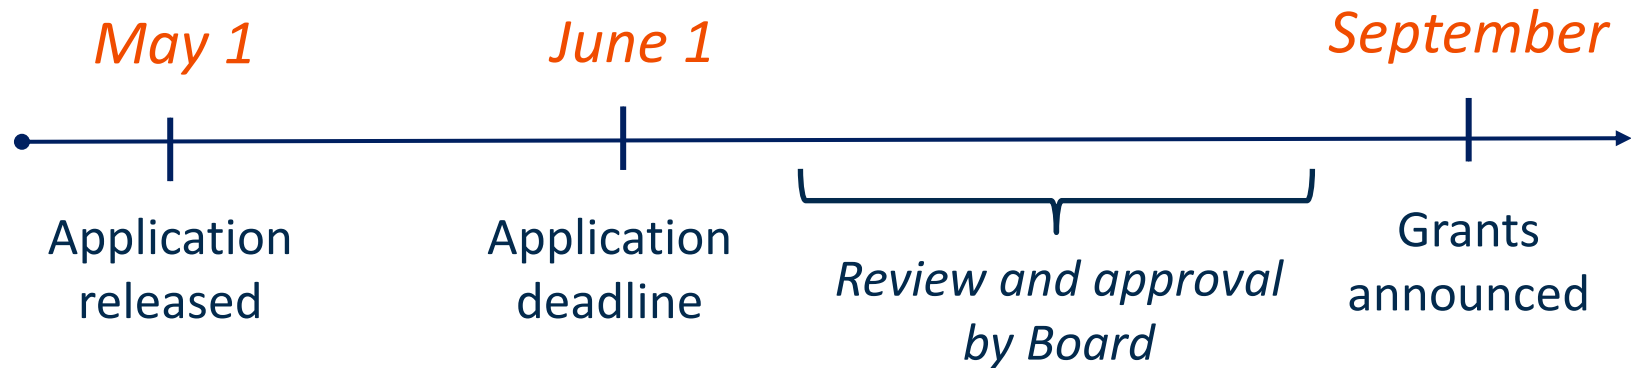 May 1
June 1
September
Application
released
Application
deadline
Review and approval
by Board
Grants
announced